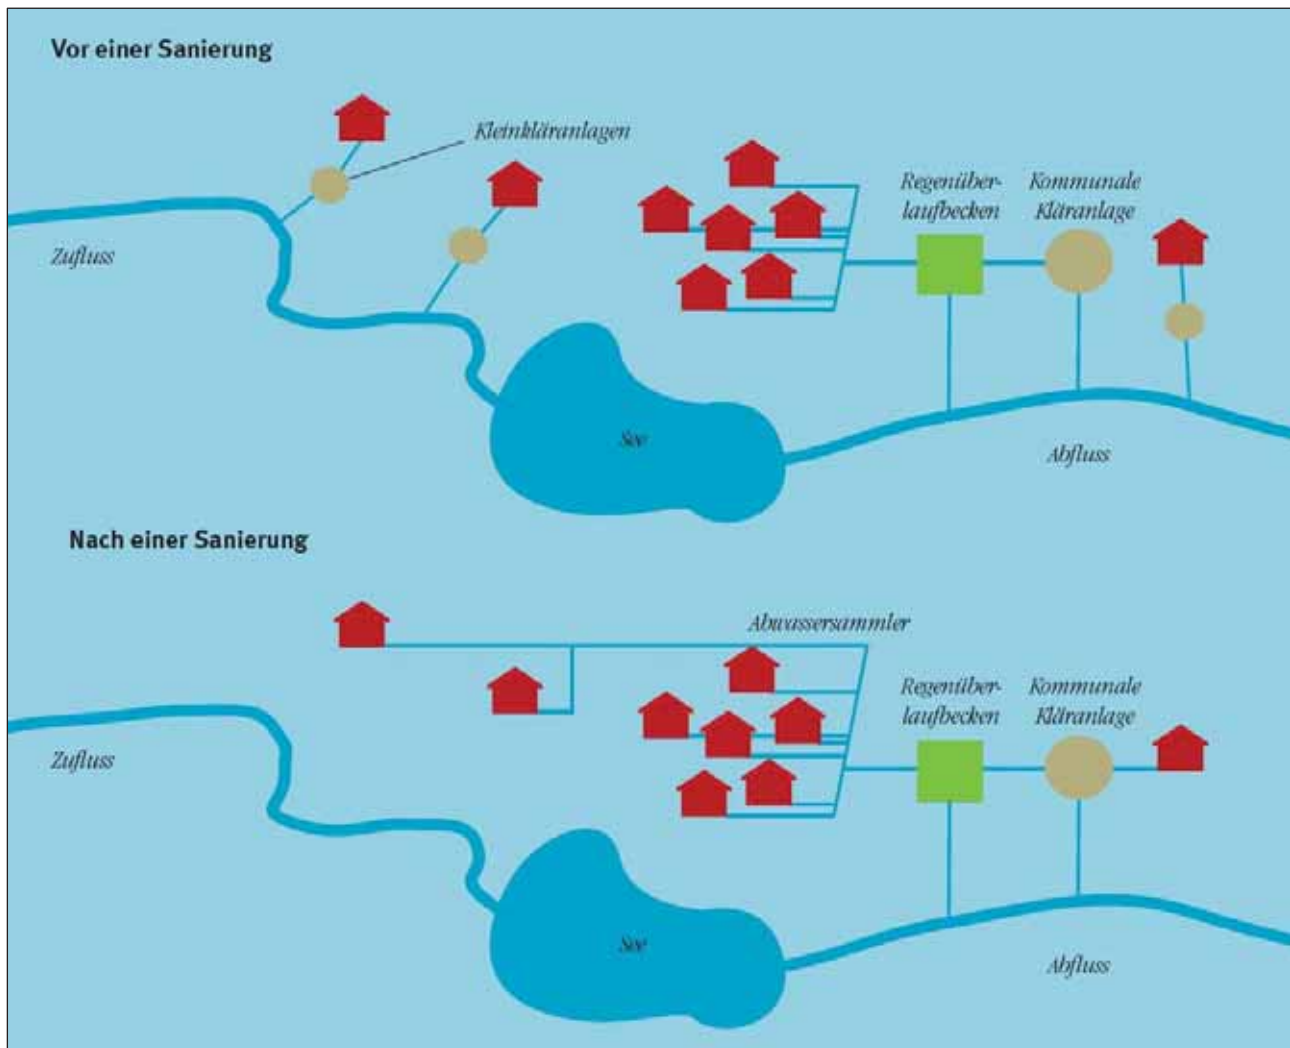 Vor einer Sanierung
Kleinkläranlagen
Regenüber-
laufbecken
Kommunale
Kläranlage
Zufluss
See
Abfluss
Nach einer Sanierung
Abwassersammler
Regenüber-
laufbecken
Kommunale
Kläranlage
Zufluss
See
Abfluss